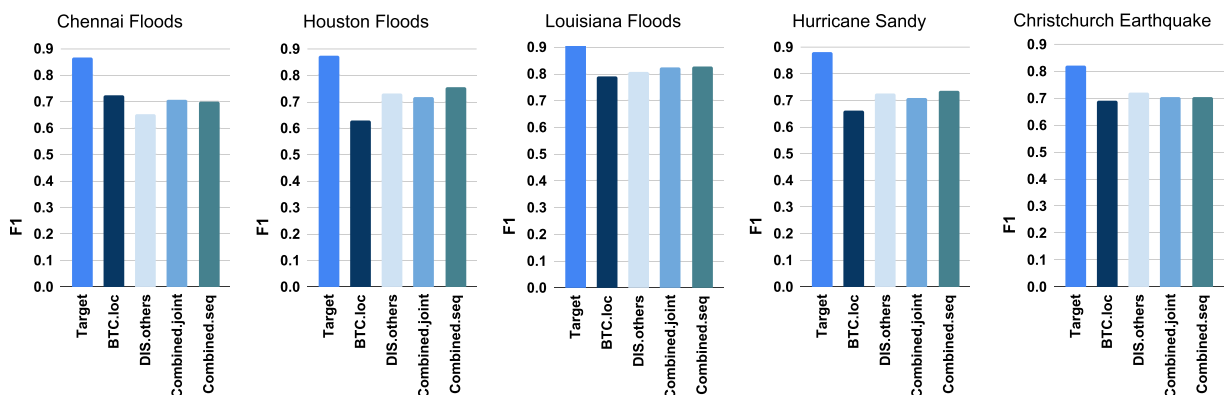 Chennai Floods
0.9
0.8
0.7
0.6
0.5
0.4
0.3
0.2
0.1
0.0
F1
Target
BTC.loc
DIS.others
Combined.joint
Combined.seq
Houston Floods
0.9
0.8
0.7
0.6
0.5
0.4
0.3
0.2
0.1
0.0
F1
Target
BTC.loc
DIS.others
Combined.joint
Combined.seq
Louisiana Floods
0.9
0.8
0.7
0.6
0.5
0.4
0.3
0.2
0.1
0.0
F1
Target
BTC.loc
DIS.others
Combined.joint
Combined.seq
Hurricane Sandy
0.9
0.8
0.7
0.6
0.5
0.4
0.3
0.2
0.1
0.0
F1
Target
BTC.loc
DIS.others
Combined.joint
Combined.seq
Christchurch Earthquake
0.9
0.8
0.7
0.6
0.5
0.4
0.3
0.2
0.1
0.0
F1
Target
BTC.loc
DIS.others
Combined.joint
Combined.seq